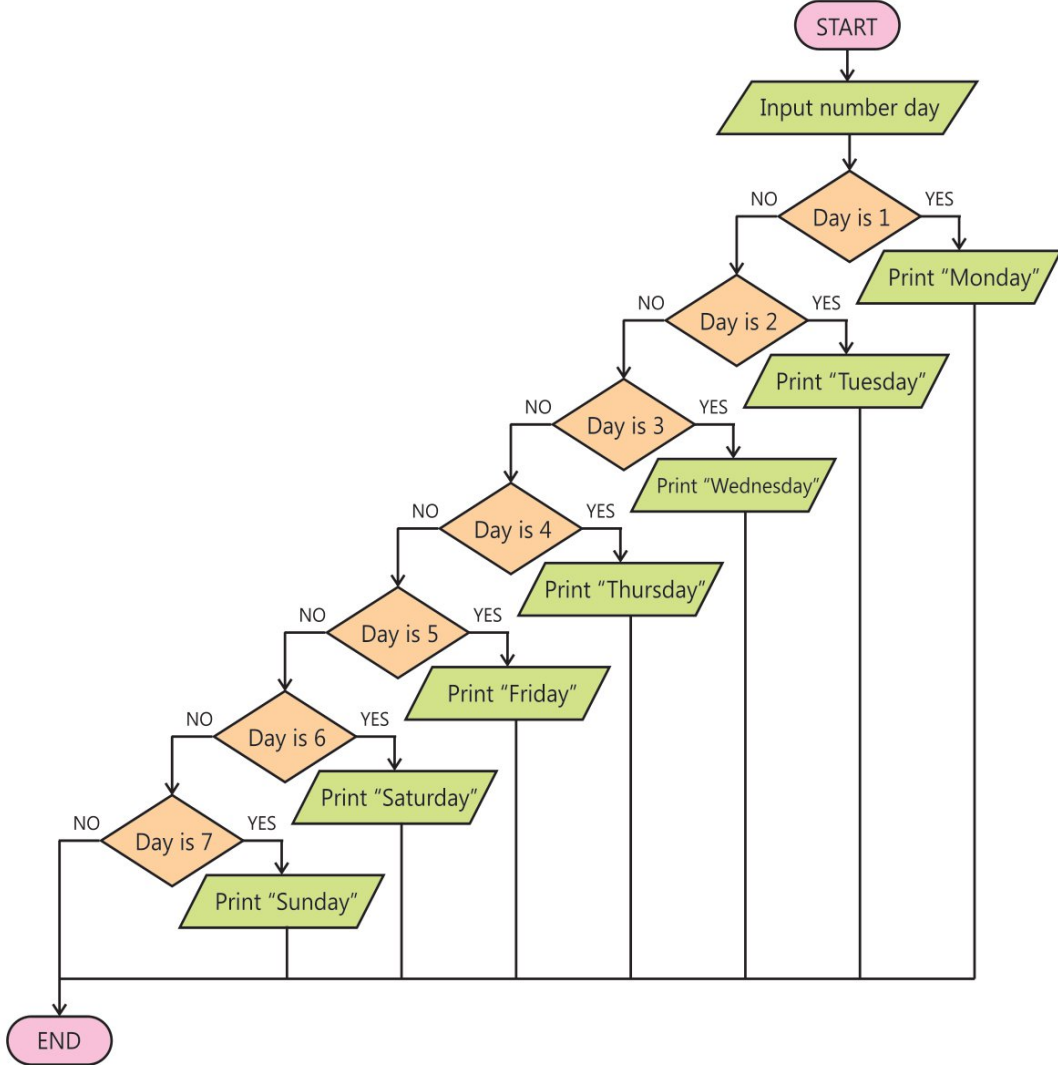 START
Input number day
NO
YES
Day is 1
Print “Monday”
NO
YES
Day is 2
Print “Tuesday”
NO
YES
Day is 3
Print “Wednesday”
NO
YES
Day is 4
Print “Thursday”
NO
YES
Day is 5
Print “Friday”
NO
YES
Day is 6
Print “Saturday”
NO
YES
Day is 7
Print “Sunday”
END